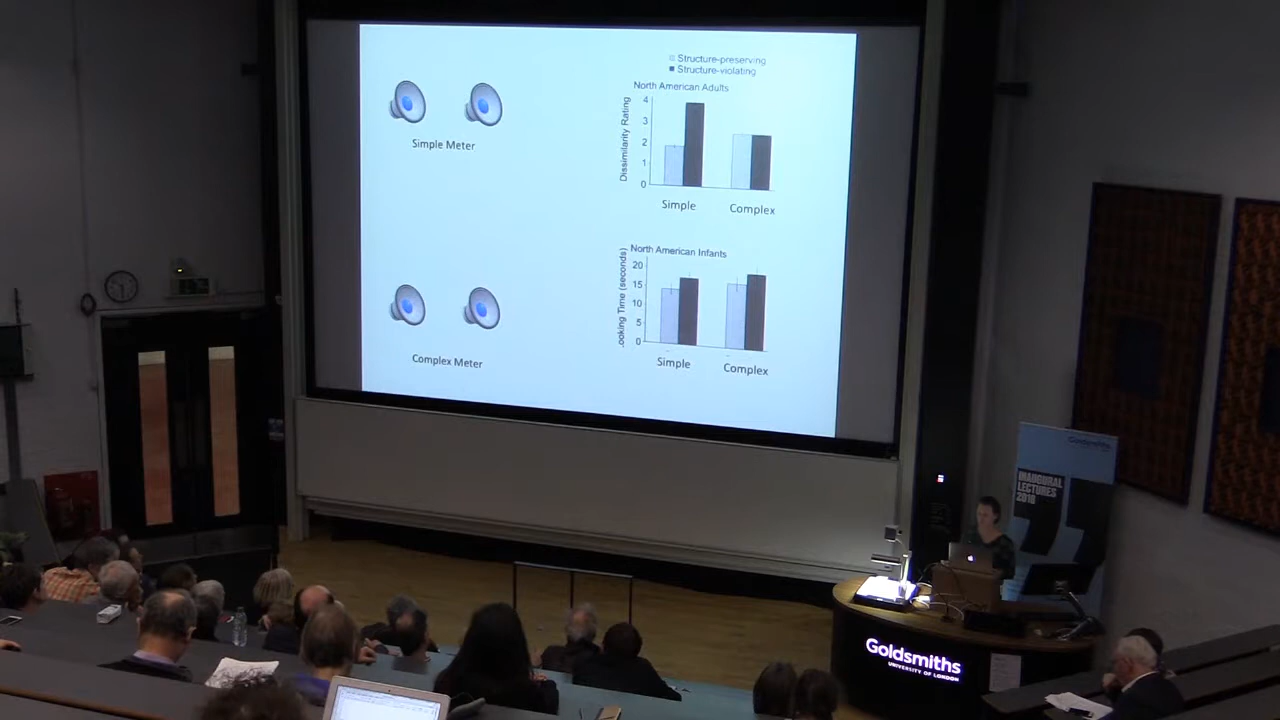 Structure-preserving
Structure-violating
North American Adults
Dissimilarity Rating
4
3
2
1
0
Simple
Complex
Simple Meter
North American Infants
Looking Time (seconds)
20
15
10
5
0
Simple
Complex
Complex Meter
Goldsmiths
INAUGURAL
LECTURES
2016
Goldsmiths
UNIVERSITY OF LONDON